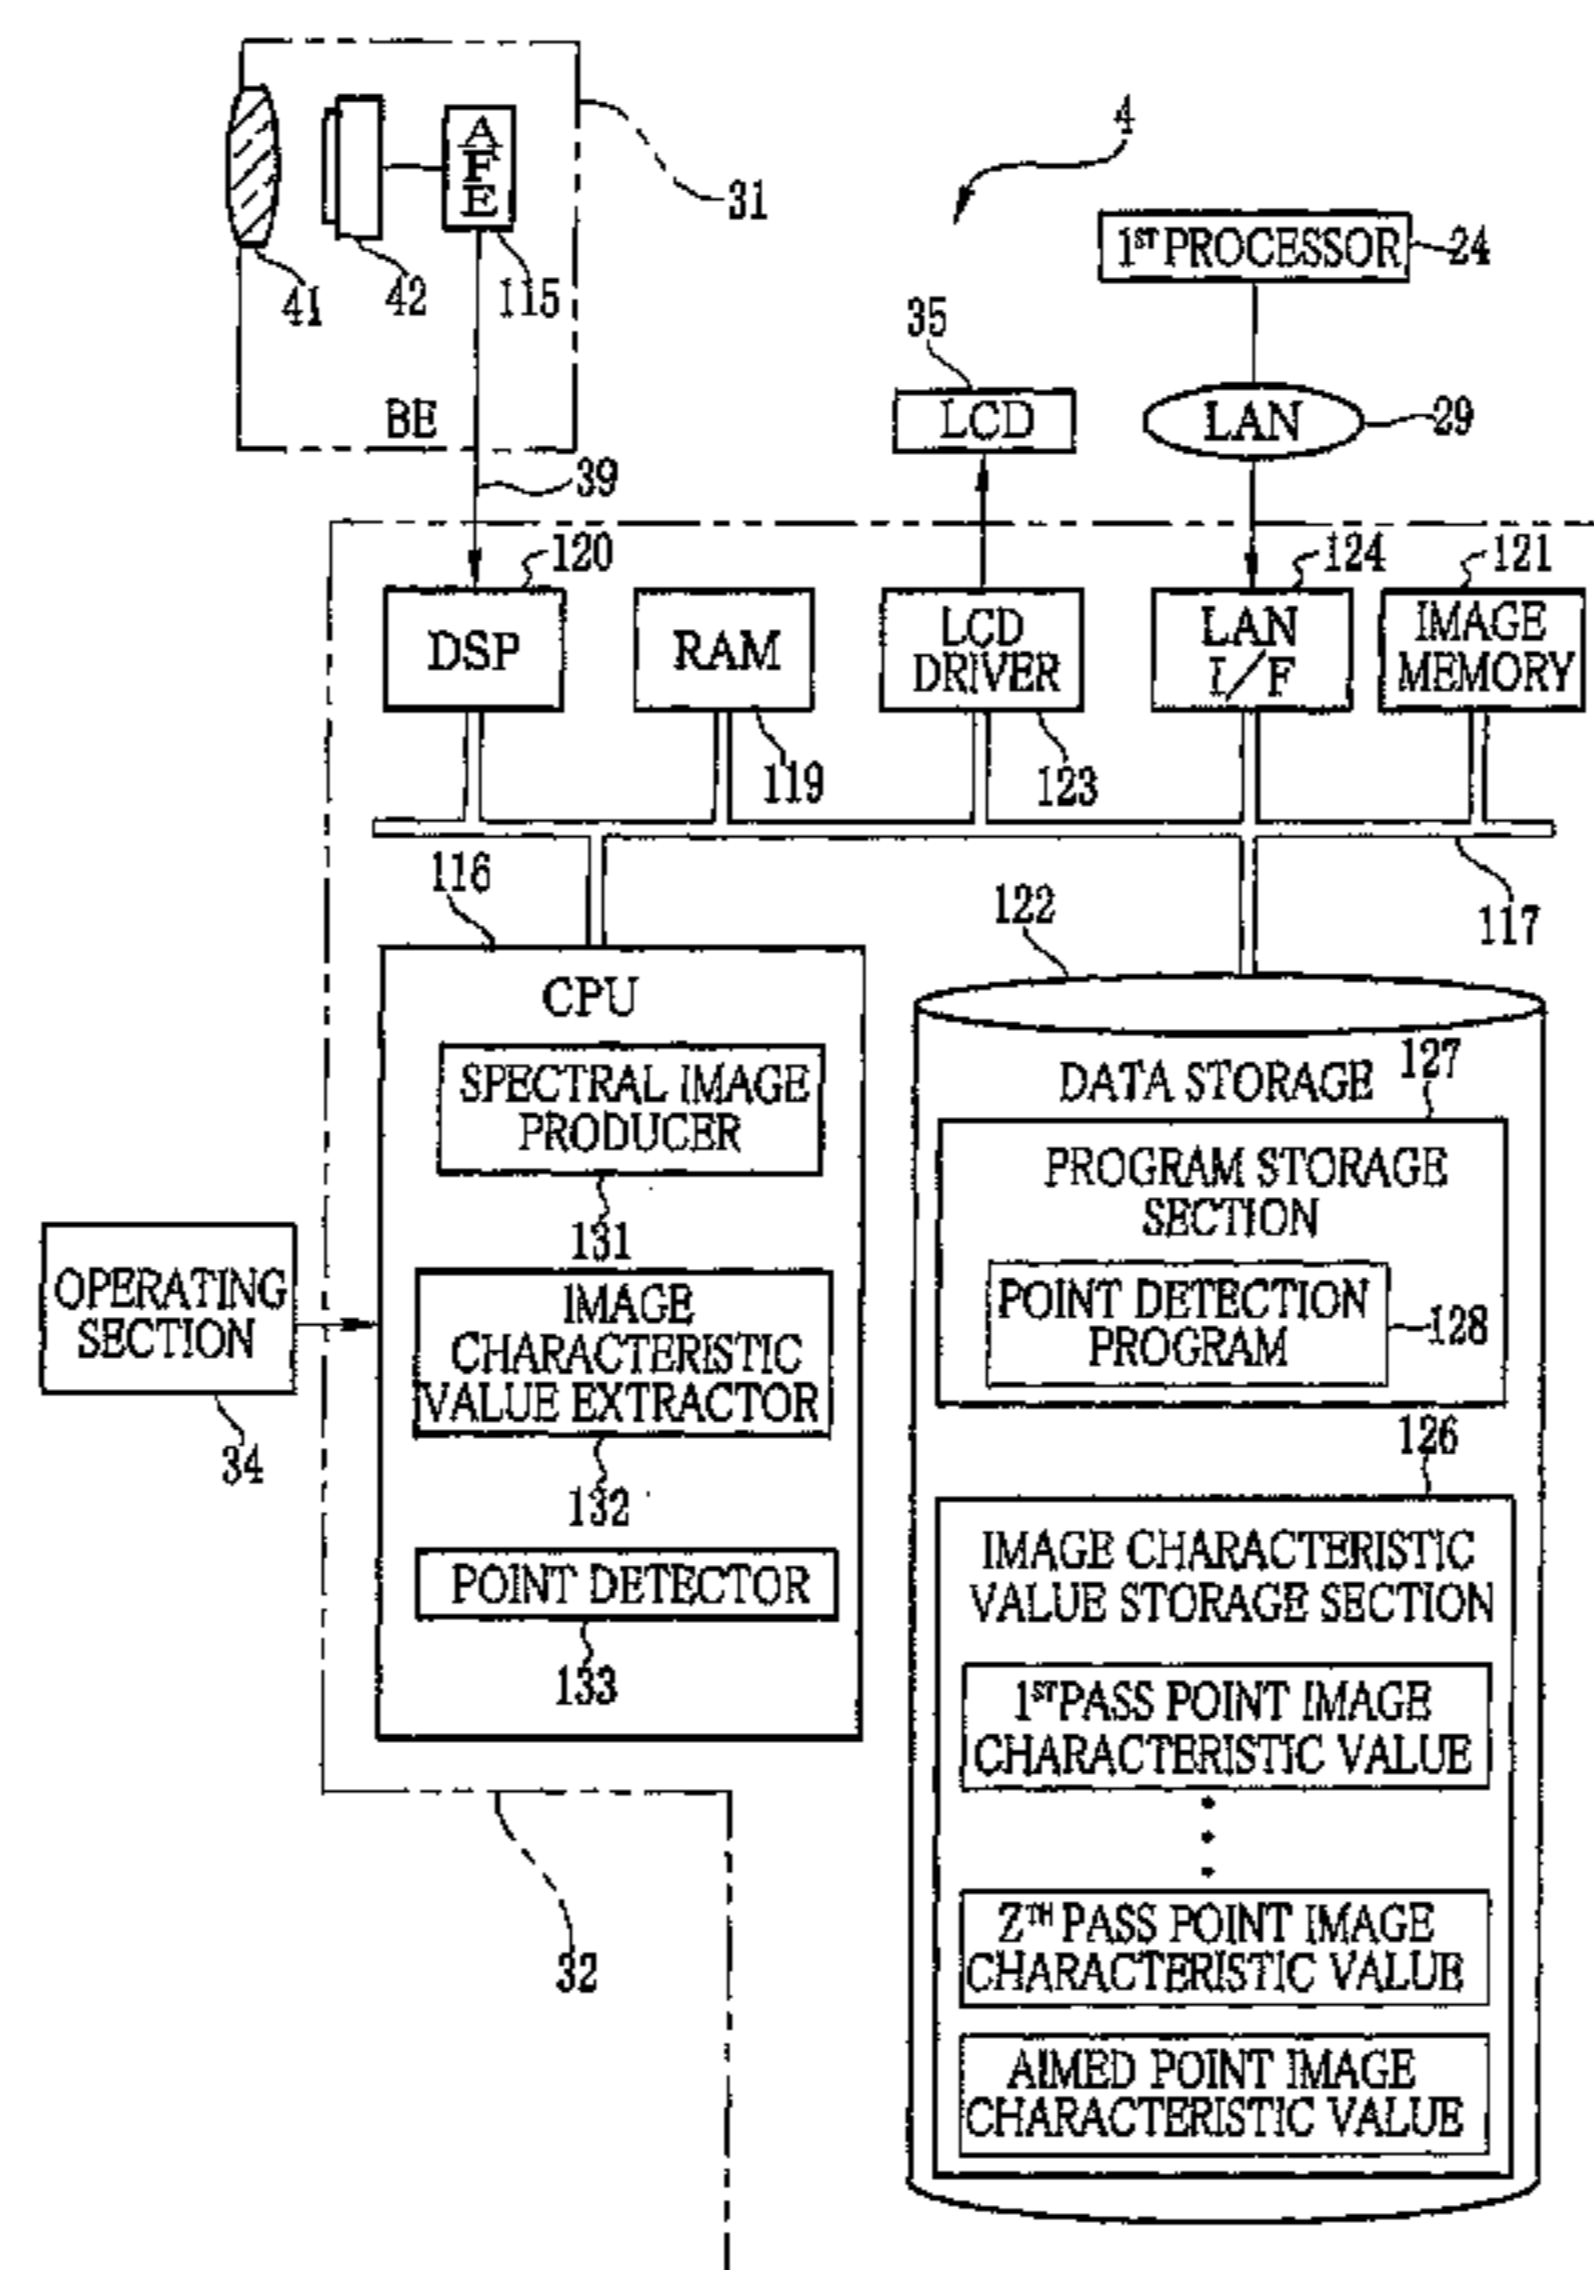 A
F
E
31
4
1ST PROCESSOR
24
41
42
115
35
BE
LCD
LAN
29
39
120
124
121
DSP
RAM
LCD
DRIVER
LAN
I/F
IMAGE
MEMORY
119
123
116
122
117
CPU
SPECTRAL IMAGE
PRODUCER
131
IMAGE
CHARACTERISTIC
VALUE EXTRACTOR
132
POINT DETECTOR
133
OPERATING
SECTION
34
32
DATA STORAGE
127
PROGRAM STORAGE
SECTION
POINT DETECTION
PROGRAM
128
126
IMAGE CHARACTERISTIC
VALUE STORAGE SECTION
1ST PASS POINT IMAGE
CHARACTERISTIC VALUE
ZTH PASS POINT IMAGE
CHARACTERISTIC VALUE
AIMED POINT IMAGE
CHARACTERISTIC VALUE